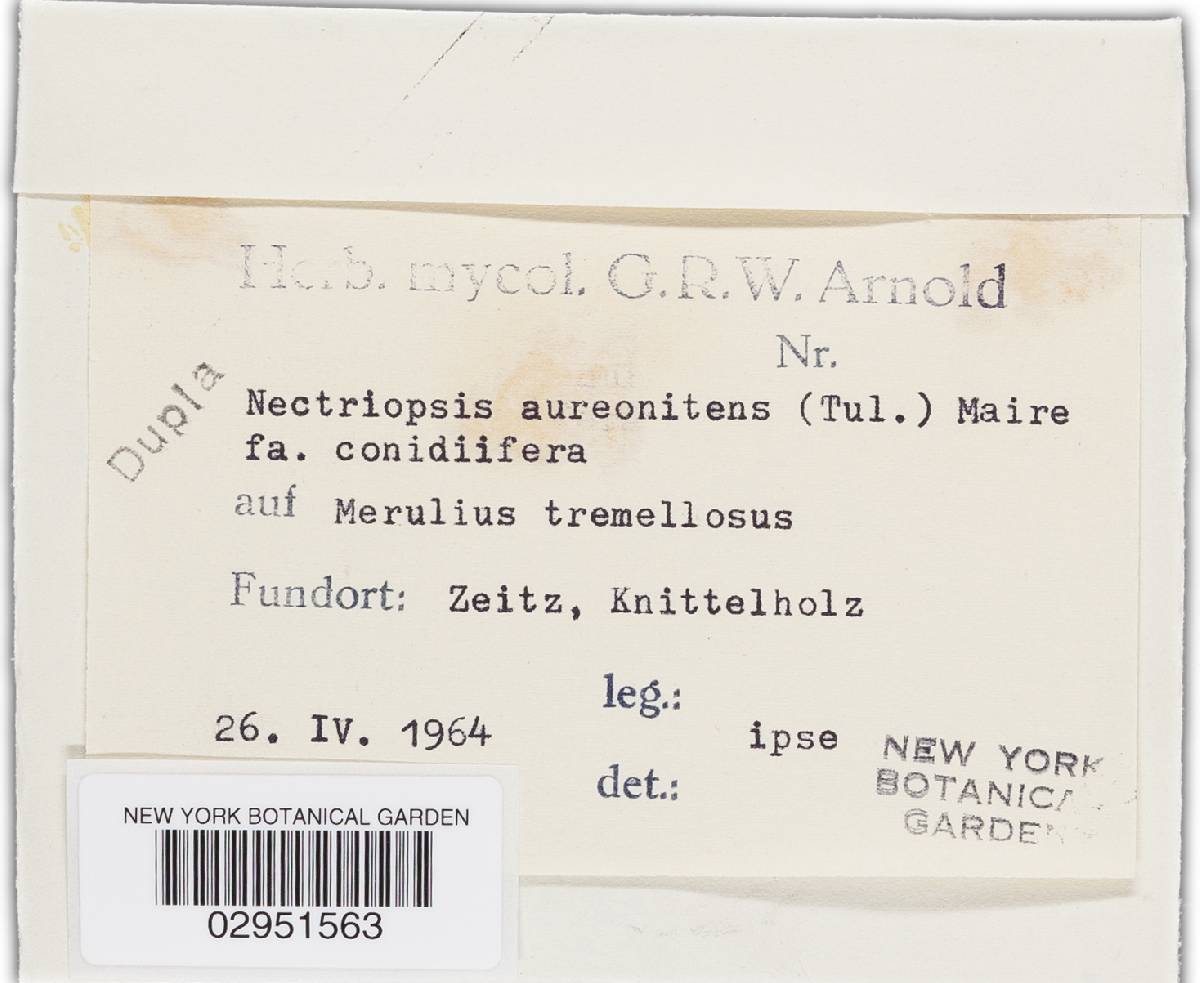 Herb. mycol. G.R.W. Arnold
Nr.
Dupla
Nectriopsis aureonitens (Tul.) Maire
fa. conidiifera
auf Merulius tremellosus
Fundort: Zeitz, Knittelholz
leg.:
26. IV. 1964 ipse
det.:
NEW YORK
BOTANICAL
GARDEN
NEW YORK BOTANICAL GARDEN
02951563